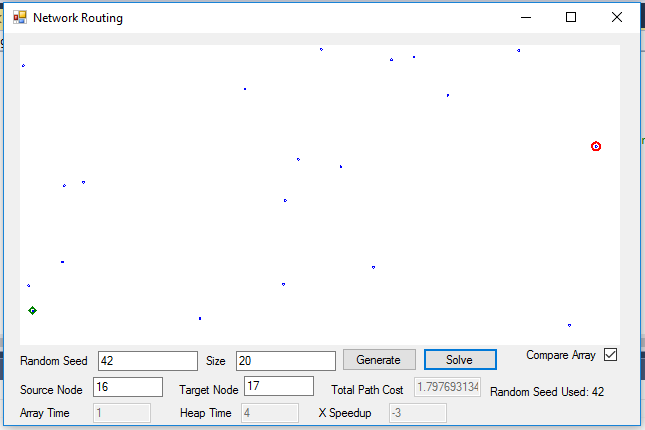 Network Routing
Random Seed 42 Size 20 Generate Solve Compare Array
Source Node 16 Target Node 17 Total Path Cost 1.797693134 Random Seed Used: 42
Array Time 1 Heap Time 4 X Speedup -3